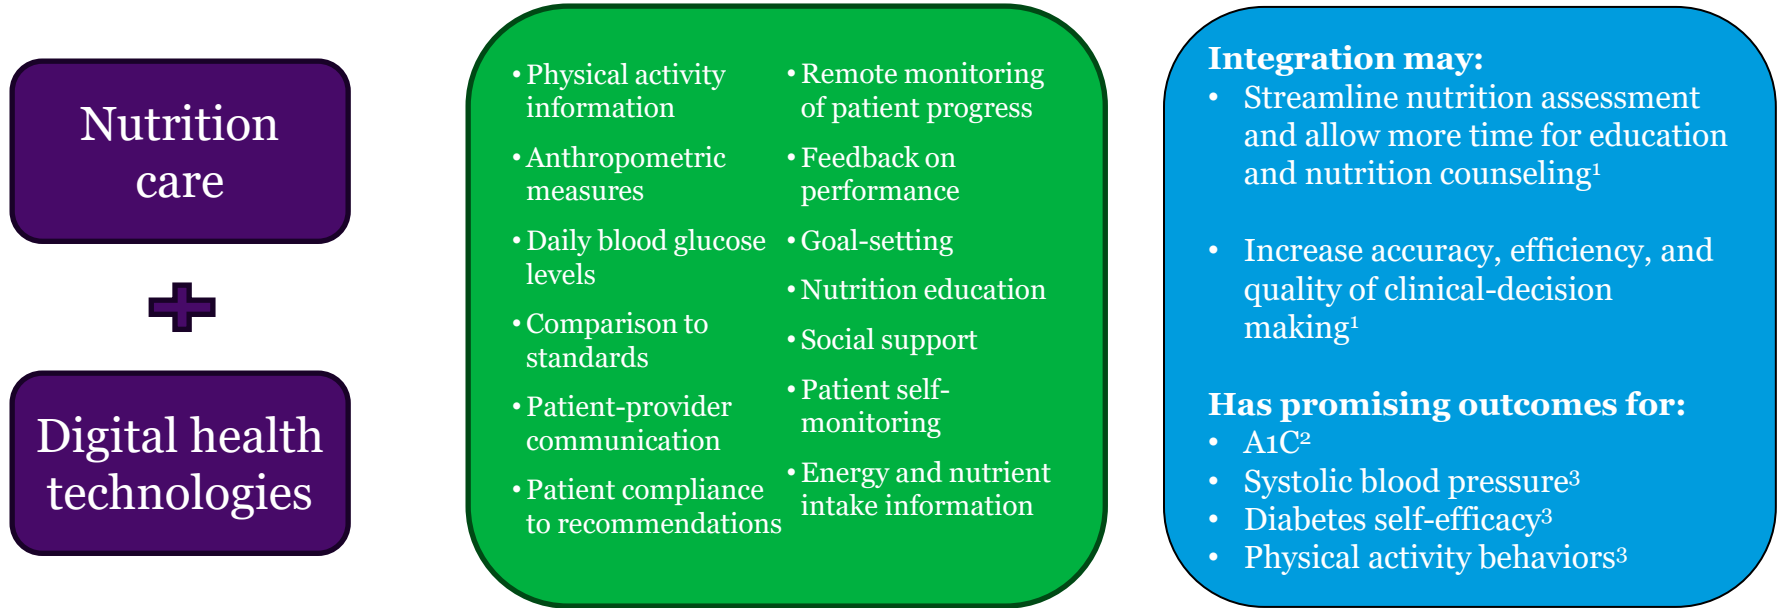 Nutrition
care
Digital health
technologies
• Physical activity
information
• Anthropometric
measures
• Daily blood glucose
levels
• Comparison to
standards
• Patient-provider
communication
• Patient compliance
to recommendations
• Remote monitoring
of patient progress
• Feedback on
performance
• Goal-setting
• Nutrition education
• Social support
• Patient self-
monitoring
• Energy and nutrient
intake information
Integration may:
• Streamline nutrition assessment
and allow more time for education
and nutrition counseling¹
• Increase accuracy, efficiency, and
quality of clinical-decision
making¹
Has promising outcomes for:
• A1C²
• Systolic blood pressure³
• Diabetes self-efficacy³
• Physical activity behaviors³